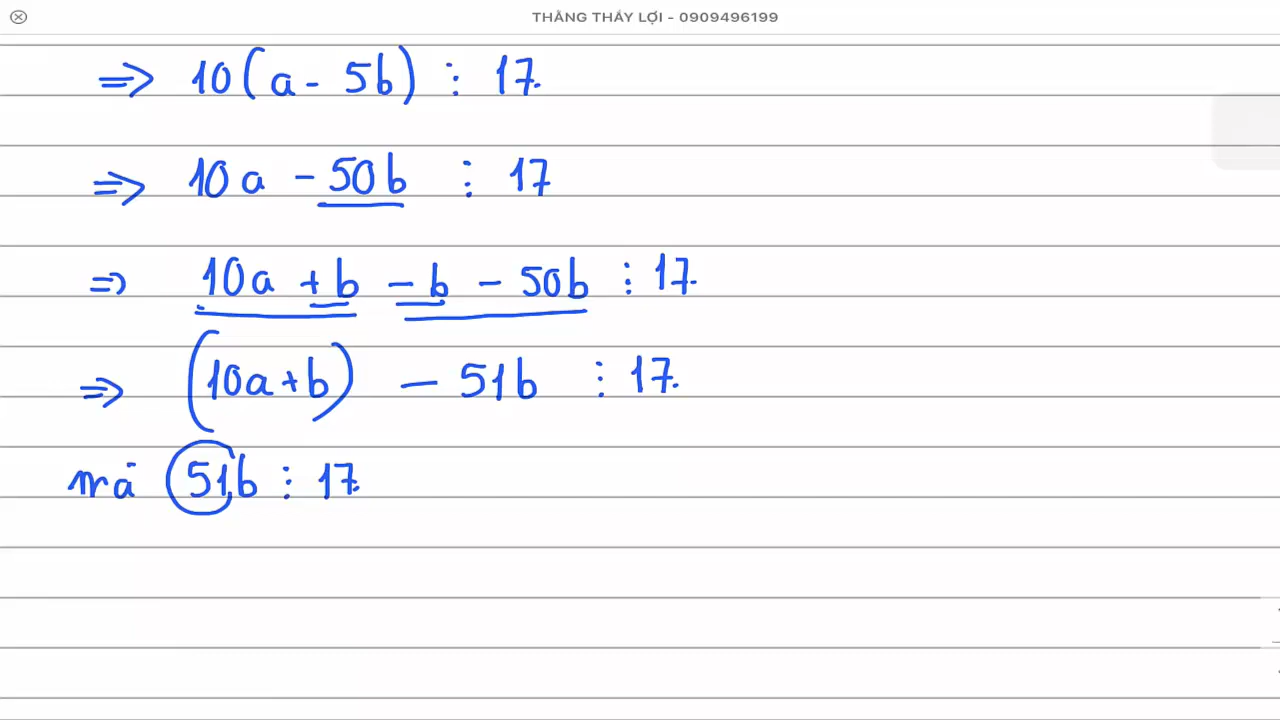 THẮNG THẦY LỢI - 0909496199
=> 10(a - 5b) ⋮ 17.
=> 10a - 50b ⋮ 17
=> 10a + b - b - 50b ⋮ 17.
=> (10a + b) - 51b ⋮ 17.
mà 51b ⋮ 17.